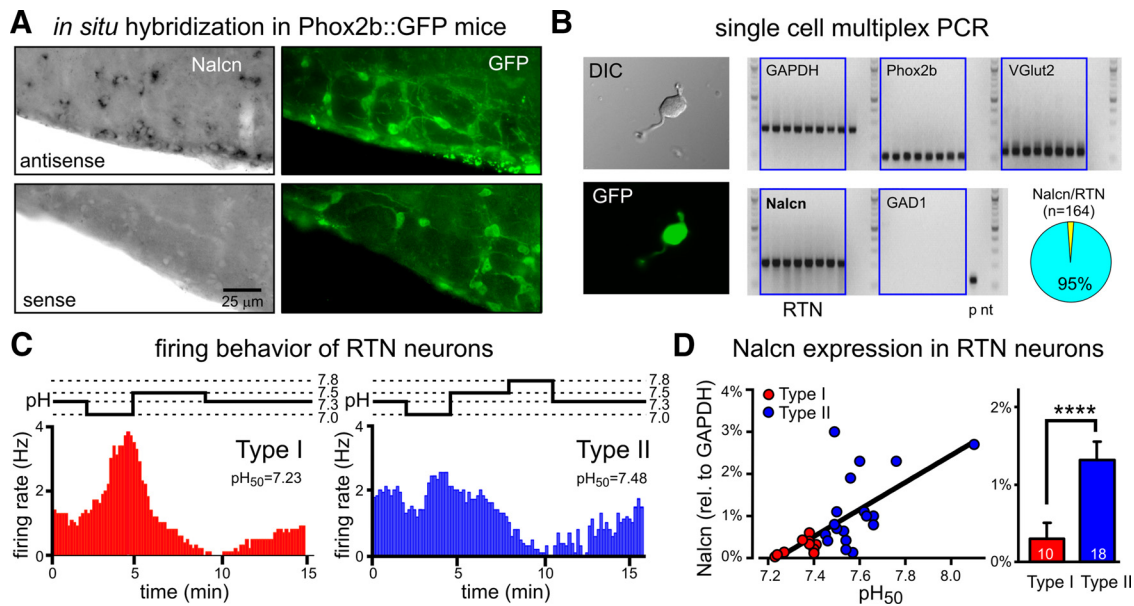 A
in situ hybridization in Phox2b::GFP mice
Nalcn
GFP
antisense
sense
25 µm
B
single cell multiplex PCR
DIC
GAPDH
Phox2b
VGlut2
GFP
Nalcn
GAD1
RTN
p nt
Nalcn/RTN
(n=164)
95%
C
firing behavior of RTN neurons
pH
7.8
7.5
7.3
7.0
pH
7.8
7.5
7.3
7.0
firing rate (Hz)
4
2
0
Type I
pH50=7.23
0
5
10
15
time (min)
firing rate (Hz)
4
2
0
Type II
pH50=7.48
0
5
10
15
time (min)
D
Nalcn expression in RTN neurons
Nalcn (rel. to GAPDH)
4%
3%
2%
1%
0%
Type I
Type II
7.2
7.4
7.6
7.8
8.0
pH50
2%
1%
0%
****
10
18
Type I
Type II